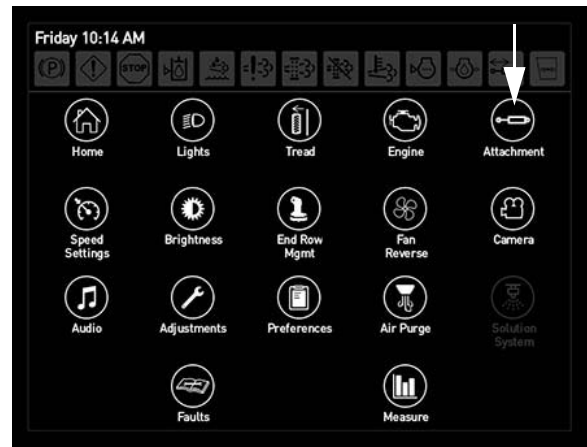 Friday 10:14 AM
(P)
STOP
Home
Lights
Tread
Engine
Attachment
Speed
Settings
Brightness
End Row
Mgmt
Fan
Reverse
Camera
Audio
Adjustments
Preferences
Air Purge
Solution
System
Faults
Measure